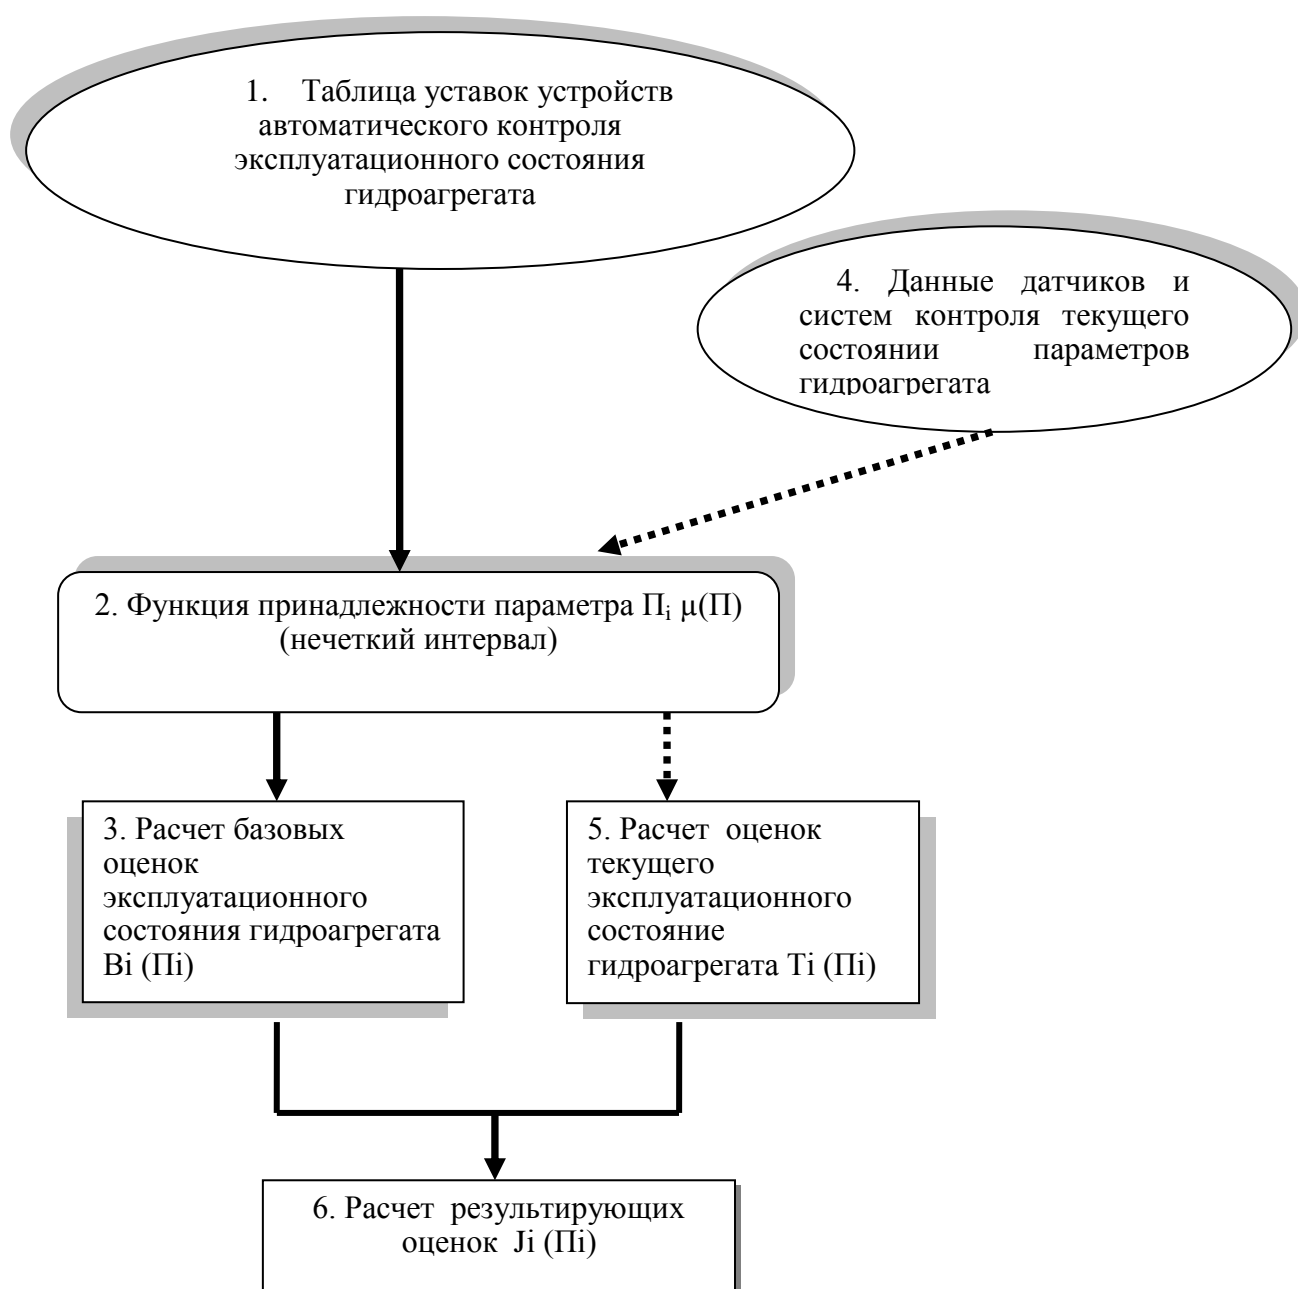 1. Таблица уставок устройств
автоматического контроля
эксплуатационного состояния
гидроагрегата
4. Данные датчиков и
систем контроля текущего
состоянии параметров
гидроагрегата
2. Функция принадлежности параметра Пi µ(П)
(нечеткий интервал)
3. Расчет базовых
оценок
эксплуатационного
состояния гидроагрегата
Bi (Пi)
5. Расчет оценок
текущего
эксплуатационного
состояние
гидроагрегата Ti (Пi)
6. Расчет результирующих
оценок Ji (Пi)